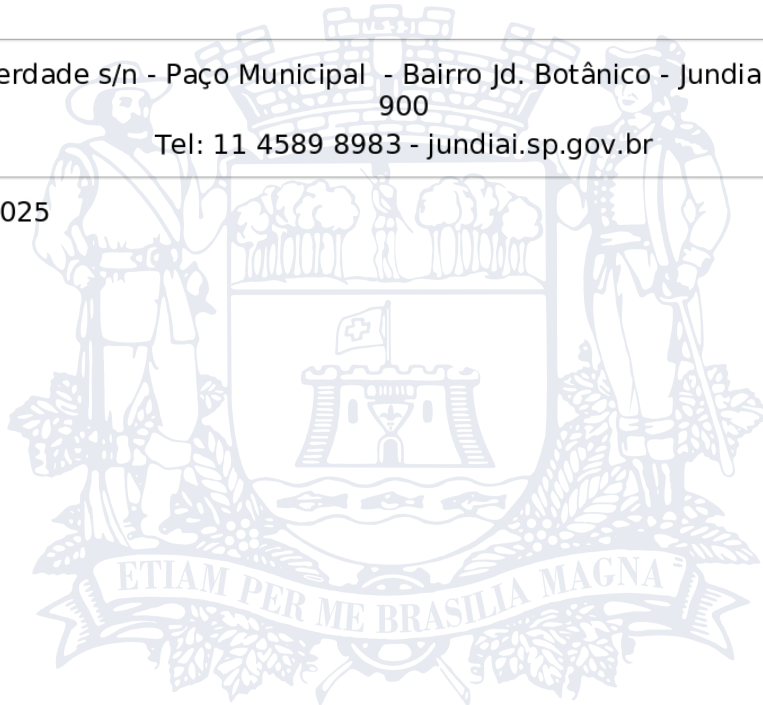 erdade s/n - Paço Municipal - Bairro Jd. Botânico - Jundia
900
Tel: 11 4589 8983 - jundiai.sp.gov.br
025
ETIAM PER ME BRASILIA MAGNA